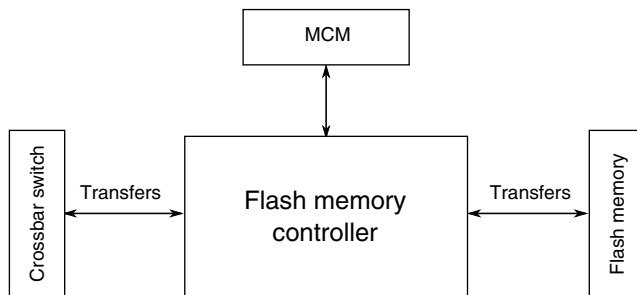 MCM
Crossbar switch
Transfers
Flash memory
controller
Transfers
Flash memory